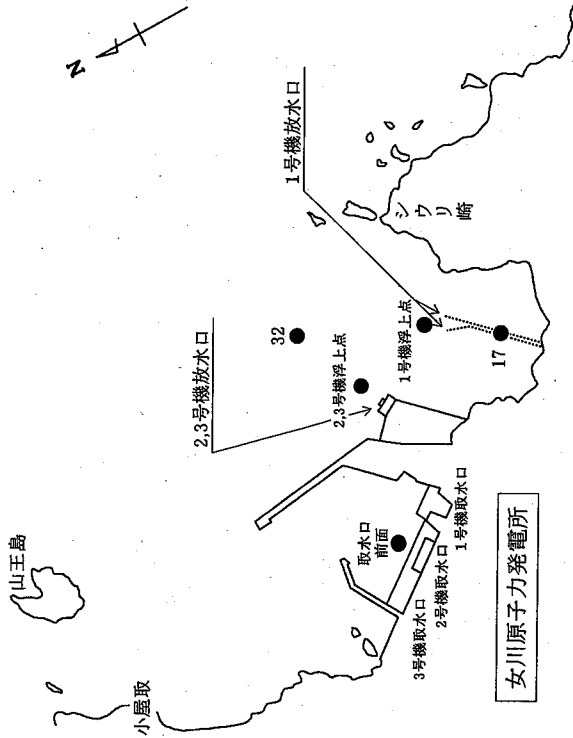 N
1号機放水口
シウリ崎
2,3号機放水口
32
2,3号機浮上点
1号機浮上点
17
山王島
小屋取
取水口
前面
1号機取水口
2号機取水口
3号機取水口
女川原子力発電所